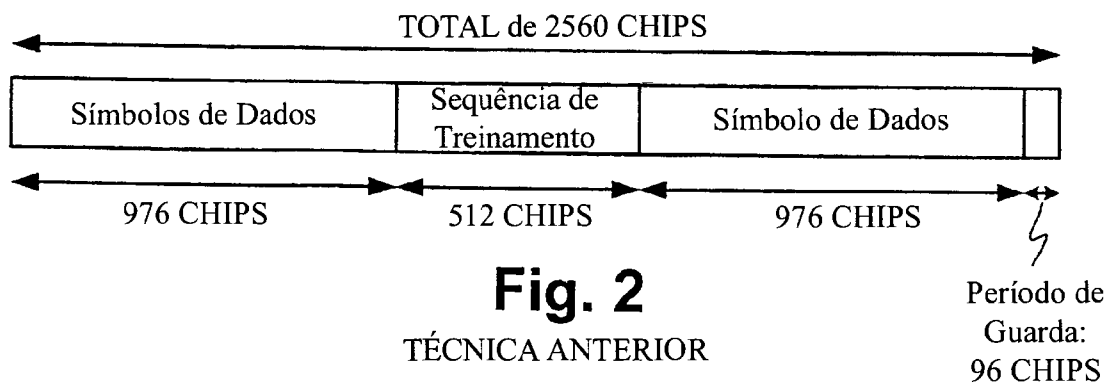 TOTAL de 2560 CHIPS
Símbolos de Dados
Sequência de
Treinamento
Símbolo de Dados
976 CHIPS
512 CHIPS
976 CHIPS
Período de
Guarda:
96 CHIPS
Fig. 2
TÉCNICA ANTERIOR